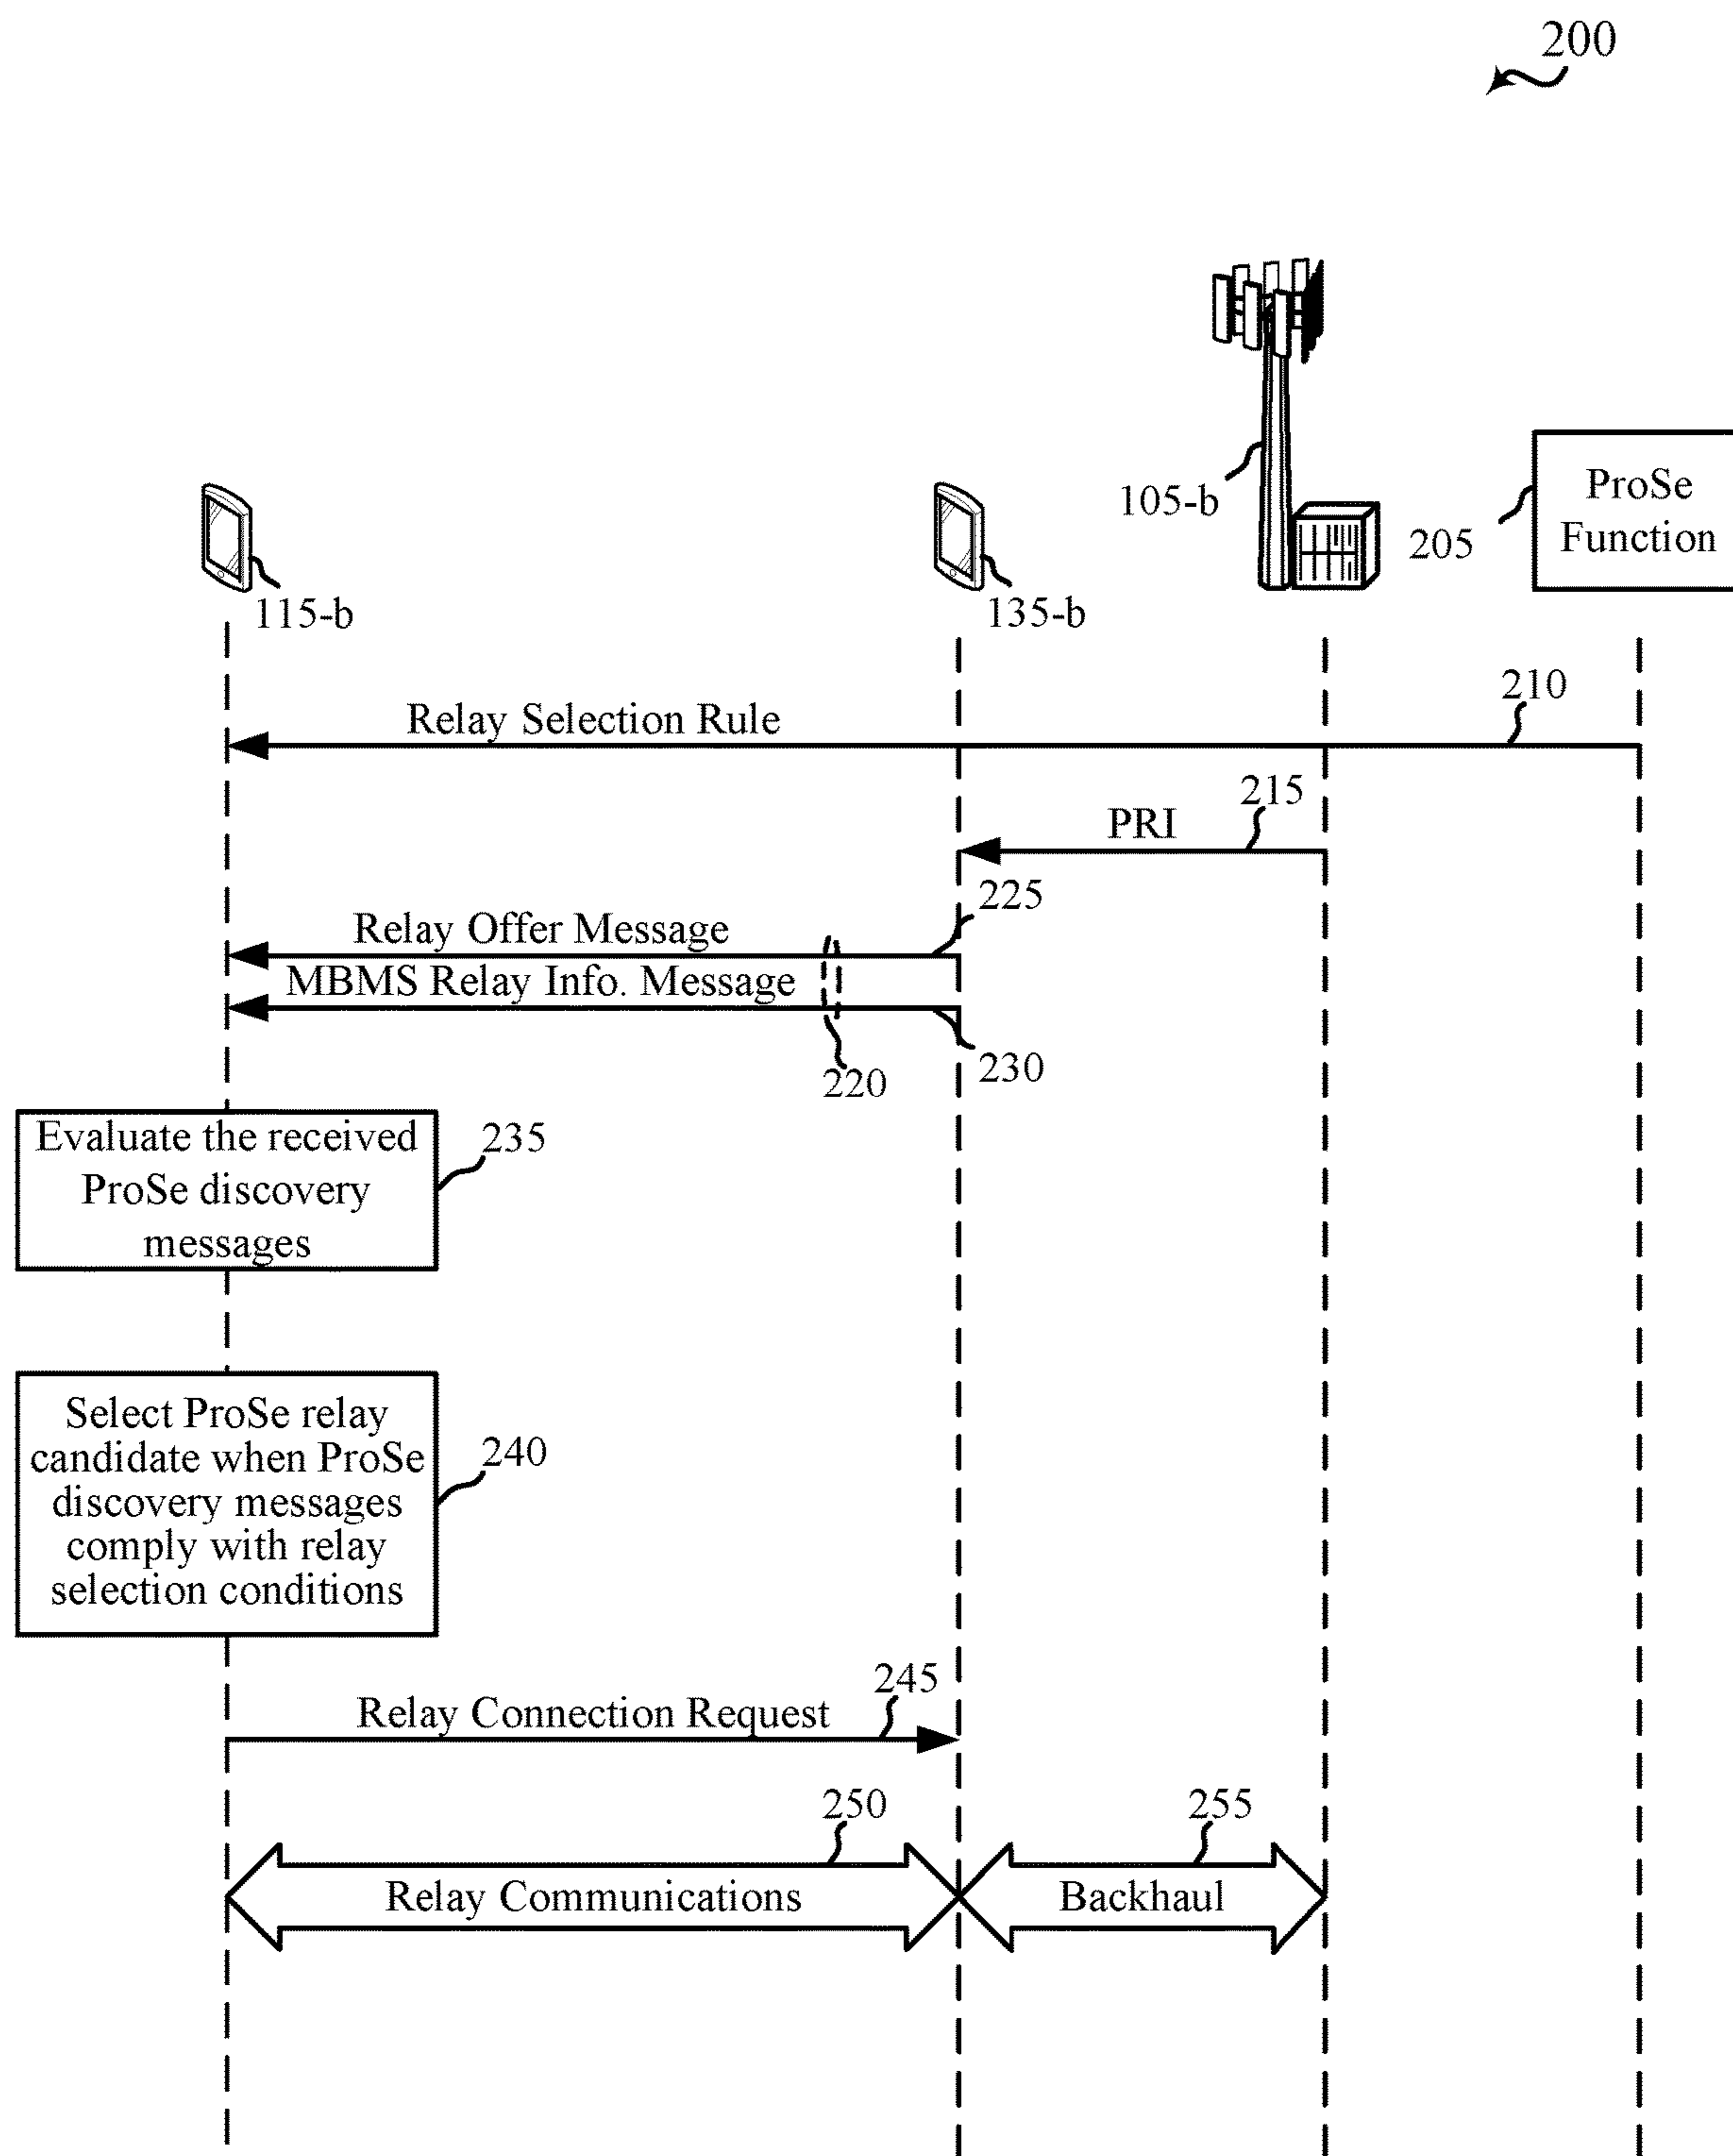 200
105-b
205
ProSe
Function
115-b
135-b
210
Relay Selection Rule
215
PRI
225
Relay Offer Message
MBMS Relay Info. Message
230
220
Evaluate the received
ProSe discovery
messages
235
Select ProSe relay
candidate when ProSe
discovery messages
comply with relay
selection conditions
240
245
Relay Connection Request
250
255
Relay Communications
Backhaul